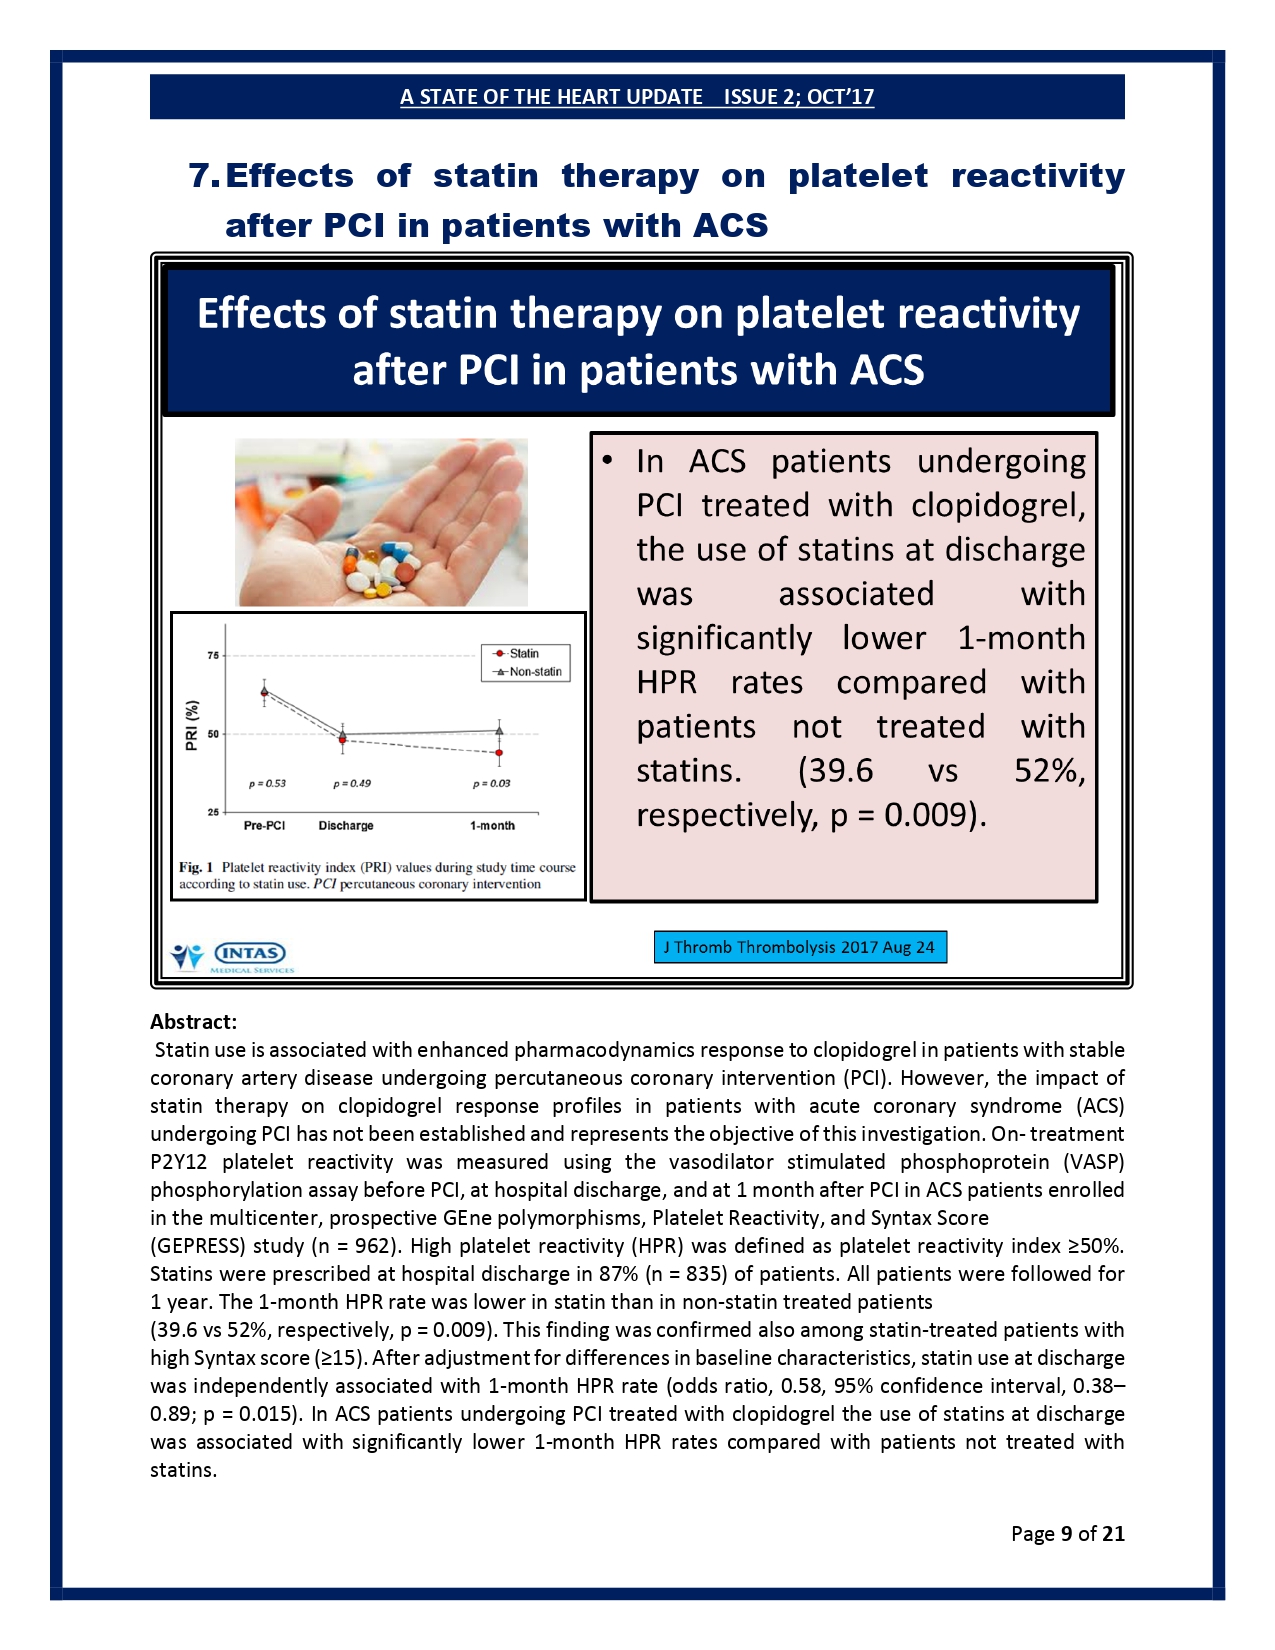 A STATE OF THE HEART UPDATE    ISSUE 2; OCT’17
7. Effects of statin therapy on platelet reactivity
after PCI in patients with ACS
Effects of statin therapy on platelet reactivity
after PCI in patients with ACS
• In ACS patients undergoing
PCI treated with clopidogrel,
the use of statins at discharge
was associated with
significantly lower 1-month
HPR rates compared with
patients not treated with
statins. (39.6 vs 52%,
respectively, p = 0.009).
Statin
Non-statin
PRI (%)
75
50
25
p = 0.53
p = 0.49
p = 0.03
Pre-PCI
Discharge
1-month
Fig. 1 Platelet reactivity index (PRI) values during study time course
according to statin use. PCI percutaneous coronary intervention
INTAS
MEDICAL SERVICES
J Thromb Thrombolysis 2017 Aug 24
Abstract:
Statin use is associated with enhanced pharmacodynamics response to clopidogrel in patients with stable
coronary artery disease undergoing percutaneous coronary intervention (PCI). However, the impact of
statin therapy on clopidogrel response profiles in patients with acute coronary syndrome (ACS)
undergoing PCI has not been established and represents the objective of this investigation. On- treatment
P2Y12 platelet reactivity was measured using the vasodilator stimulated phosphoprotein (VASP)
phosphorylation assay before PCI, at hospital discharge, and at 1 month after PCI in ACS patients enrolled
in the multicenter, prospective GEne polymorphisms, Platelet Reactivity, and Syntax Score
(GEPRESS) study (n = 962). High platelet reactivity (HPR) was defined as platelet reactivity index ≥50%.
Statins were prescribed at hospital discharge in 87% (n = 835) of patients. All patients were followed for
1 year. The 1-month HPR rate was lower in statin than in non-statin treated patients
(39.6 vs 52%, respectively, p = 0.009). This finding was confirmed also among statin-treated patients with
high Syntax score (≥15). After adjustment for differences in baseline characteristics, statin use at discharge
was independently associated with 1-month HPR rate (odds ratio, 0.58, 95% confidence interval, 0.38–
0.89; p = 0.015). In ACS patients undergoing PCI treated with clopidogrel the use of statins at discharge
was associated with significantly lower 1-month HPR rates compared with patients not treated with
statins.
Page 9 of 21